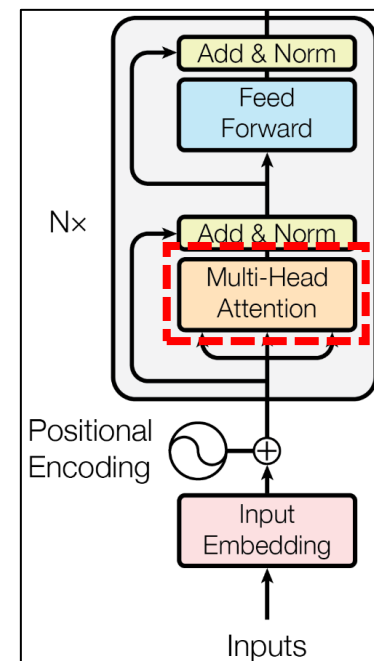 Add & Norm
Feed
Forward
N×
Add & Norm
Multi-Head
Attention
Positional
Encoding
Input
Embedding
Inputs